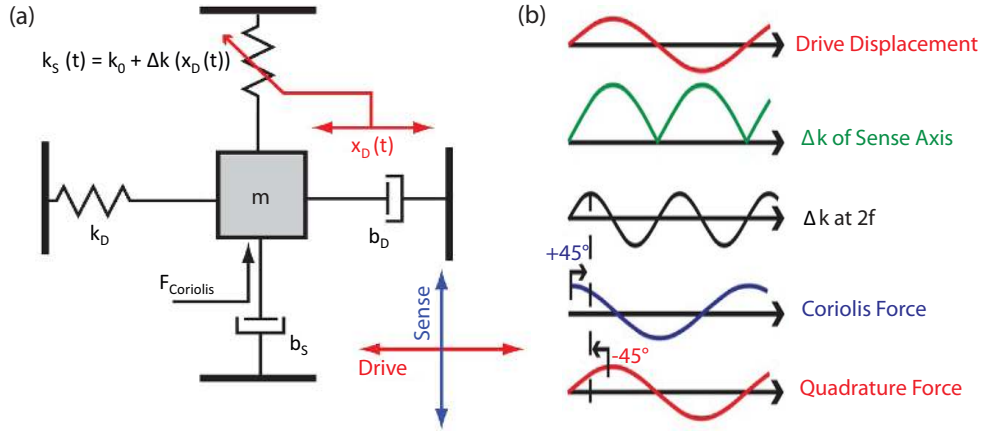 (a)
k_S (t) = k_0 + Δk (x_D(t))
x_D(t)
m
k_D
b_D
F_Coriolis
b_S
Sense
Drive
(b)
Drive Displacement
Δk of Sense Axis
Δk at 2f
+45°
Coriolis Force
-45°
Quadrature Force